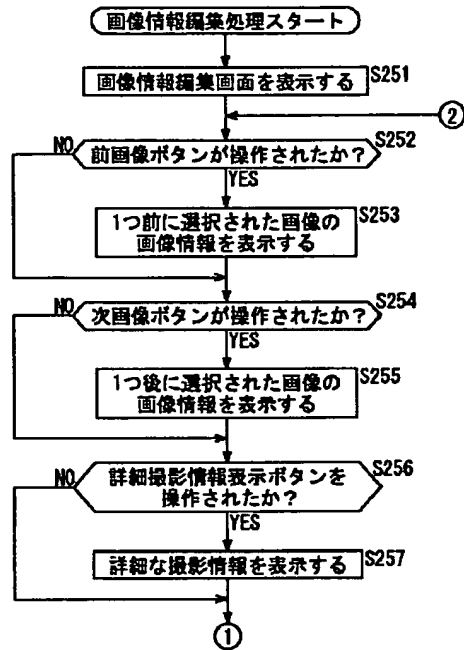 画像情報編集処理スタート
画像情報編集画面を表示する
S251
②
前画像ボタンが操作されたか?
S252
NO
YES
1つ前に選択された画像の
画像情報を表示する
S253
次画像ボタンが操作されたか?
S254
NO
YES
1つ後に選択された画像の
画像情報を表示する
S255
詳細撮影情報表示ボタンを
操作されたか?
S256
NO
YES
詳細な撮影情報を表示する
S257
①